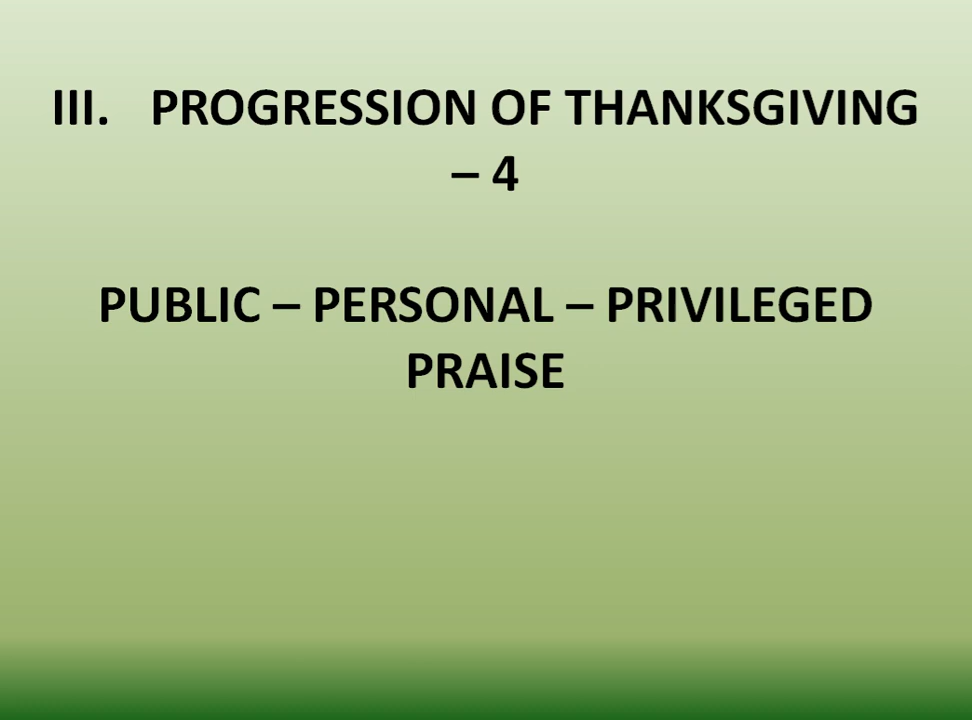 III. PROGRESSION OF THANKSGIVING
– 4
PUBLIC – PERSONAL – PRIVILEGED
PRAISE